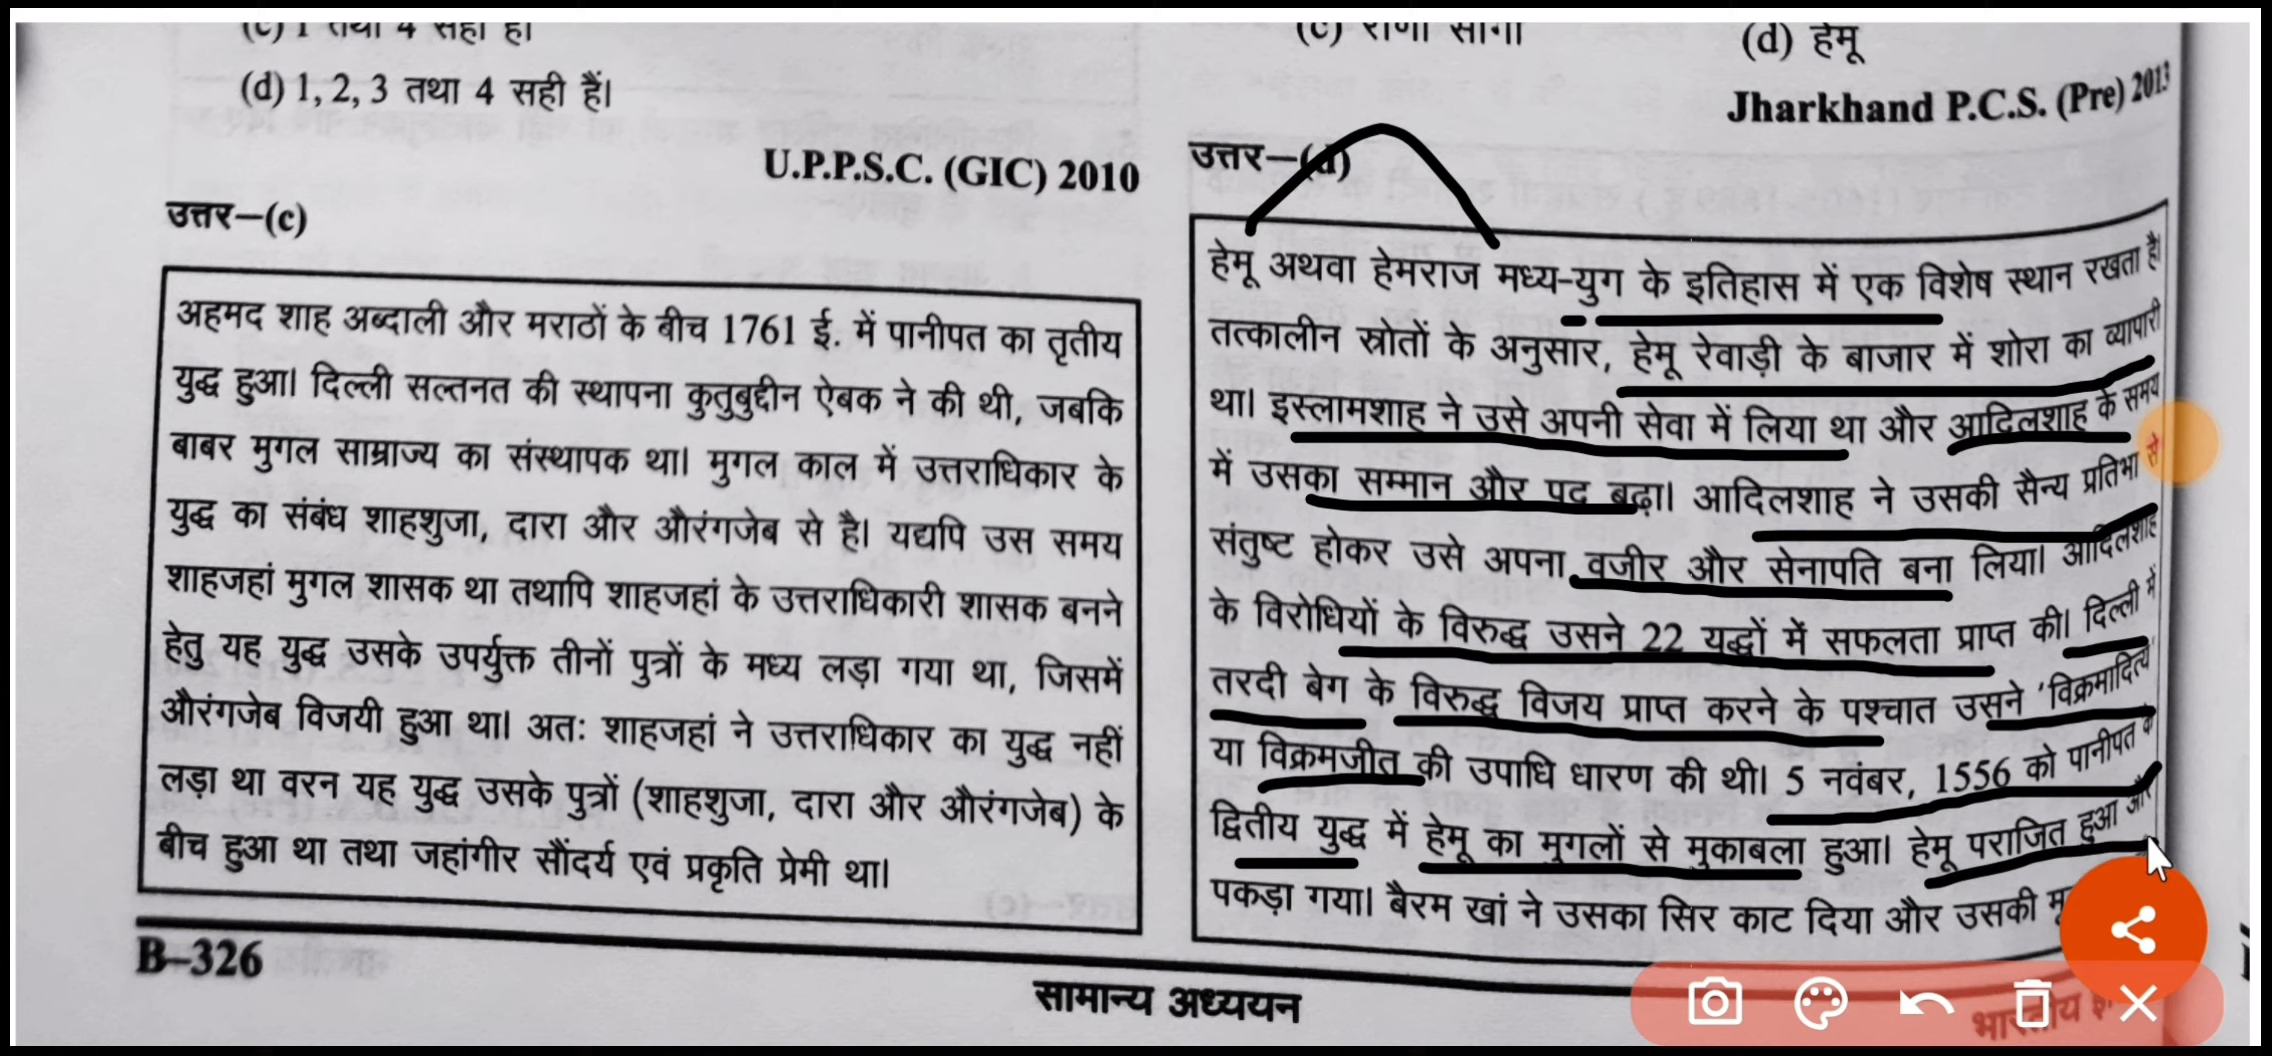 (c) 1 तथा 4 सही हैं।
(d) 1, 2, 3 तथा 4 सही हैं।
U.P.P.S.C. (GIC) 2010
उत्तर—(c)
अहमद शाह अब्दाली और मराठों के बीच 1761 ई. में पानीपत का तृतीय
युद्ध हुआ। दिल्ली सल्तनत की स्थापना कुतुबुद्दीन ऐबक ने की थी, जबकि
बाबर मुगल साम्राज्य का संस्थापक था। मुगल काल में उत्तराधिकार के
युद्ध का संबंध शाहशुजा, दारा और औरंगजेब से है। यद्यपि उस समय
शाहजहां मुगल शासक था तथापि शाहजहां के उत्तराधिकारी शासक बनने
हेतु यह युद्ध उसके उपर्युक्त तीनों पुत्रों के मध्य लड़ा गया था, जिसमें
औरंगजेब विजयी हुआ था। अतः शाहजहां ने उत्तराधिकार का युद्ध नहीं
लड़ा था वरन यह युद्ध उसके पुत्रों (शाहशुजा, दारा और औरंगजेब) के
बीच हुआ था तथा जहांगीर सौंदर्य एवं प्रकृति प्रेमी था।
(c) राणा सांगा
(d) हेमू
Jharkhand P.C.S. (Pre) 2013
उत्तर—(d)
हेमू अथवा हेमराज मध्य-युग के इतिहास में एक विशेष स्थान रखता है।
तत्कालीन स्रोतों के अनुसार, हेमू रेवाड़ी के बाजार में शोरा का व्यापारी
था। इस्लामशाह ने उसे अपनी सेवा में लिया था और आदिलशाह के समय
में उसका सम्मान और पद बढ़ा। आदिलशाह ने उसकी सैन्य प्रतिभा से
संतुष्ट होकर उसे अपना वजीर और सेनापति बना लिया। आदिलशाह
के विरोधियों के विरुद्ध उसने 22 युद्धों में सफलता प्राप्त की। दिल्ली में
तरदी बेग के विरुद्ध विजय प्राप्त करने के पश्चात उसने 'विक्रमादित्य'
या विक्रमजीत की उपाधि धारण की थी। 5 नवंबर, 1556 को पानीपत के
द्वितीय युद्ध में हेमू का मुगलों से मुकाबला हुआ। हेमू पराजित हुआ और
पकड़ा गया। बैरम खां ने उसका सिर काट दिया और उसकी
B–326
सामान्य अध्ययन
भारतीय